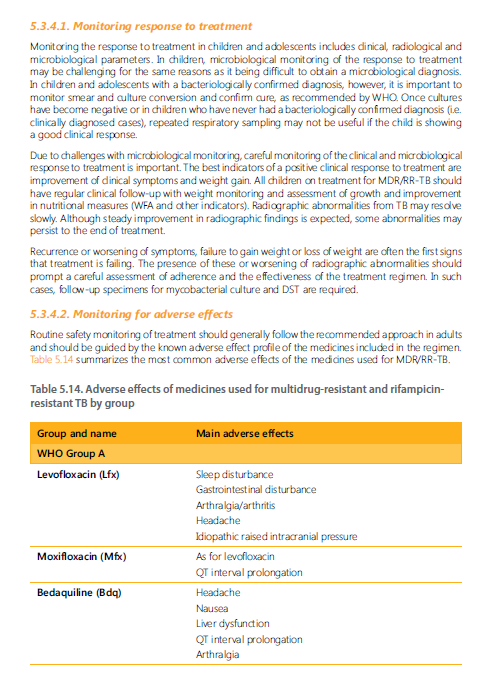 5.3.4.1. Monitoring response to treatment
Monitoring the response to treatment in children and adolescents includes clinical, radiological and
microbiological parameters. In children, microbiological monitoring of the response to treatment
may be challenging for the same reasons as it being difficult to obtain a microbiological diagnosis.
In children and adolescents with a bacteriologically confirmed diagnosis, however, it is important to
monitor smear and culture conversion and confirm cure, as recommended by WHO. Once cultures
have become negative or in children who have never had a bacteriologically confirmed diagnosis (i.e.
clinically diagnosed cases), repeated respiratory sampling may not be useful if the child is showing
a good clinical response.
Due to challenges with microbiological monitoring, careful monitoring of the clinical and microbiological
response to treatment is important. The best indicators of a positive clinical response to treatment are
improvement of clinical symptoms and weight gain. All children on treatment for MDR/RR-TB should
have regular clinical follow-up with weight monitoring and assessment of growth and improvement
in nutritional measures (WFA and other indicators). Radiographic abnormalities from TB may resolve
slowly. Although steady improvement in radiographic findings is expected, some abnormalities may
persist to the end of treatment.
Recurrence or worsening of symptoms, failure to gain weight or loss of weight are often the first signs
that treatment is failing. The presence of these or worsening of radiographic abnormalities should
prompt a careful assessment of adherence and the effectiveness of the treatment regimen. In such
cases, follow-up specimens for mycobacterial culture and DST are required.
5.3.4.2. Monitoring for adverse effects
Routine safety monitoring of treatment should generally follow the recommended approach in adults
and should be guided by the known adverse effect profile of the medicines included in the regimen.
Table 5.14 summarizes the most common adverse effects of the medicines used for MDR/RR-TB.
Table 5.14. Adverse effects of medicines used for multidrug-resistant and rifampicin-
resistant TB by group
Group and name Main adverse effects
WHO Group A
Levofloxacin (Lfx) Sleep disturbance
Gastrointestinal disturbance
Arthralgia/arthritis
Headache
Idiopathic raised intracranial pressure
Moxifloxacin (Mfx) As for levofloxacin
QT interval prolongation
Bedaquiline (Bdq) Headache
Nausea
Liver dysfunction
QT interval prolongation
Arthralgia